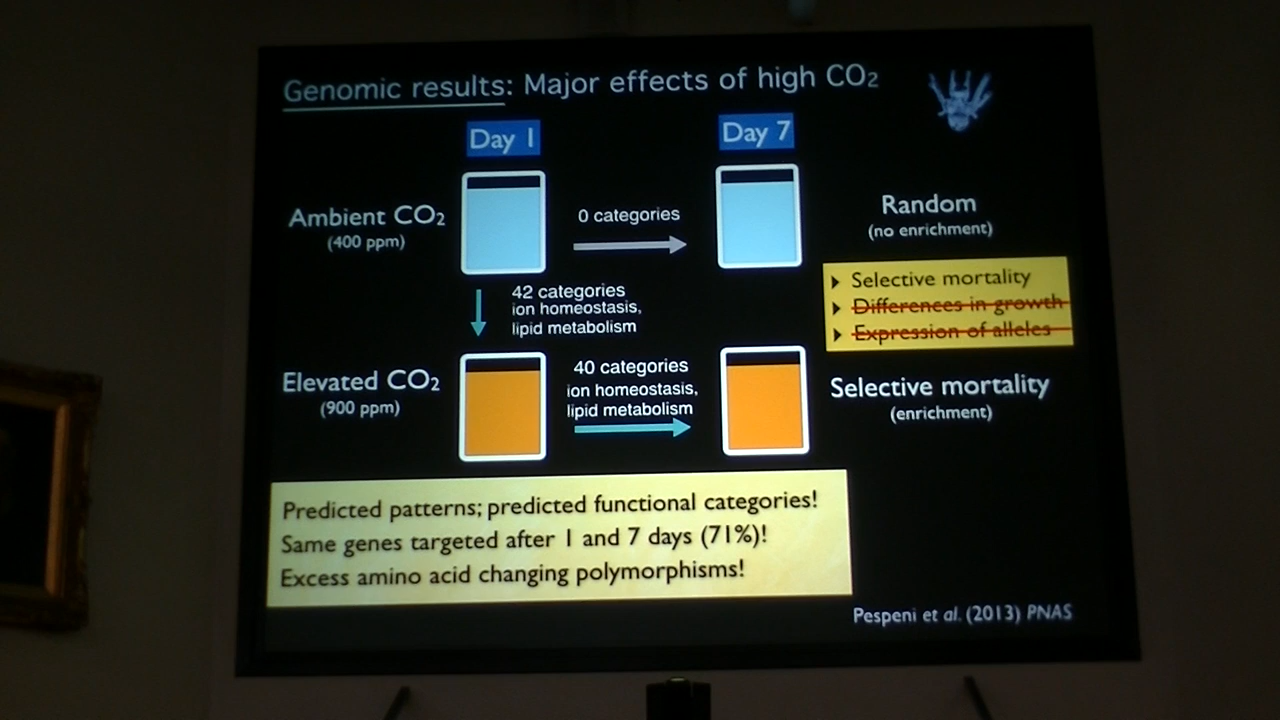 Genomic results: Major effects of high CO₂
Day 1
Day 7
Ambient CO₂
(400 ppm)
0 categories
Random
(no enrichment)
42 categories
ion homeostasis,
lipid metabolism
Selective mortality
Differences in growth
Expression of alleles
Elevated CO₂
(900 ppm)
40 categories
ion homeostasis,
lipid metabolism
Selective mortality
(enrichment)
Predicted patterns; predicted functional categories!
Same genes targeted after 1 and 7 days (71%)!
Excess amino acid changing polymorphisms!
Pespeni et al. (2013) PNAS